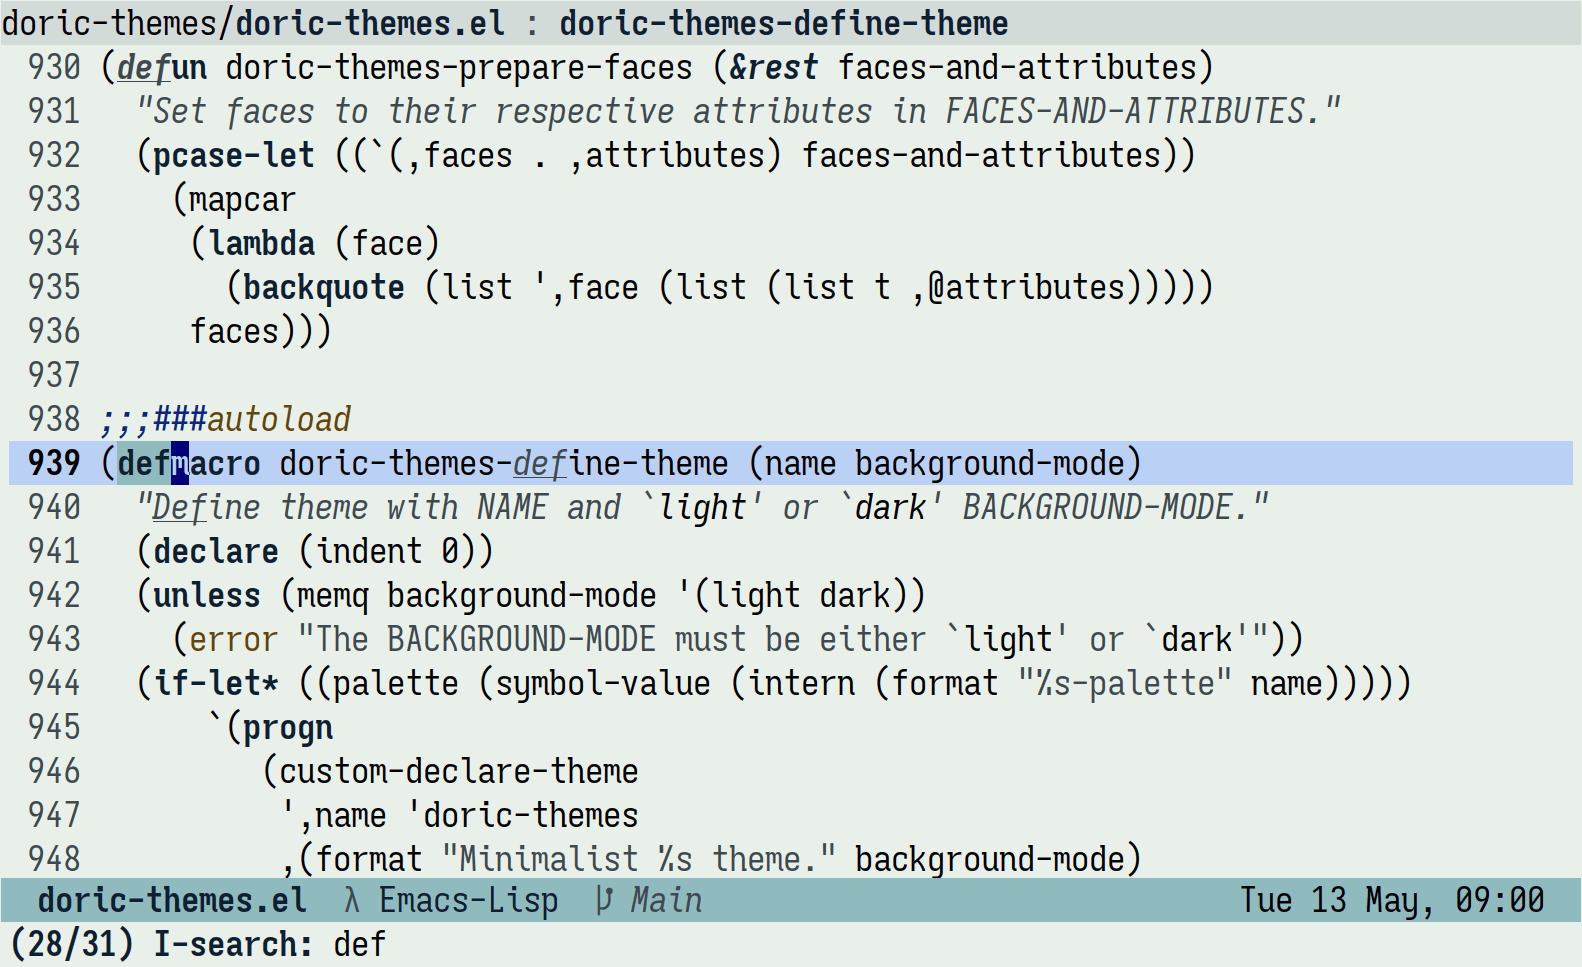 doric-themes/doric-themes.el : doric-themes-define-theme
930 (defun doric-themes-prepare-faces (&rest faces-and-attributes)
931   "Set faces to their respective attributes in FACES-AND-ATTRIBUTES."
932   (pcase-let ((`(,faces . ,attributes) faces-and-attributes))
933     (mapcar
934      (lambda (face)
935        (backquote (list ',face (list (list t ,@attributes)))))
936      faces)))
937
938 ;;;###autoload
939 (defmacro doric-themes-define-theme (name background-mode)
940   "Define theme with NAME and `light' or `dark' BACKGROUND-MODE."
941   (declare (indent 0))
942   (unless (memq background-mode '(light dark))
943     (error "The BACKGROUND-MODE must be either `light' or `dark'"))
944   (if-let* ((palette (symbol-value (intern (format "%s-palette" name)))))
945       `(progn
946          (custom-declare-theme
947           ',name 'doric-themes
948           ,(format "Minimalist %s theme." background-mode)
doric-themes.el λ Emacs-Lisp Main Tue 13 May, 09:00
(28/31) I-search: def